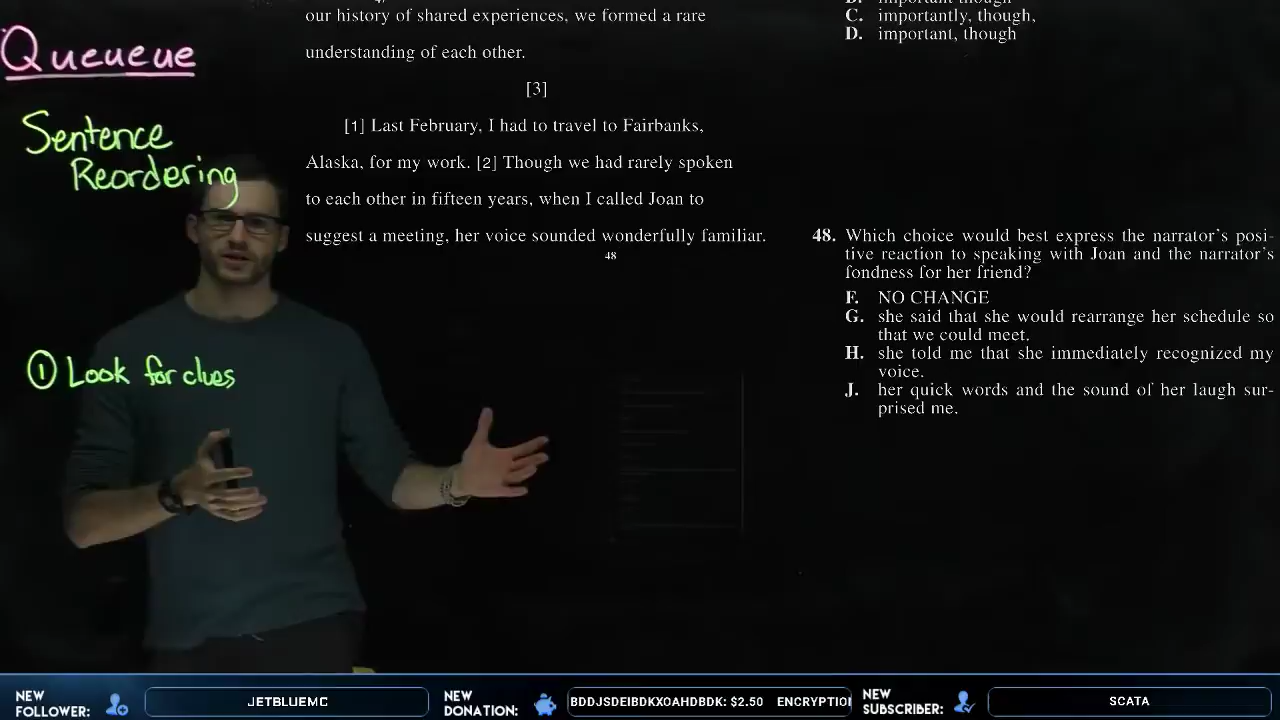 Queueue
Sentence
Reordering
① Look for clues
our history of shared experiences, we formed a rare
understanding of each other.
[3]
[1] Last February, I had to travel to Fairbanks,
Alaska, for my work. [2] Though we had rarely spoken
to each other in fifteen years, when I called Joan to
suggest a meeting, her voice sounded wonderfully familiar.
48
C. importantly, though,
D. important, though
48. Which choice would best express the narrator's posi-
tive reaction to speaking with Joan and the narrator's
fondness for her friend?
F. NO CHANGE
G. she said that she would rearrange her schedule so
that we could meet.
H. she told me that she immediately recognized my
voice.
J. her quick words and the sound of her laugh sur-
prised me.
NEW
FOLLOWER:
JETBLUEMC
NEW
DONATION:
BDDJSDEIBDKXOAHDBDK: $2.50 ENCRYPTIO
NEW
SUBSCRIBER:
SCATA